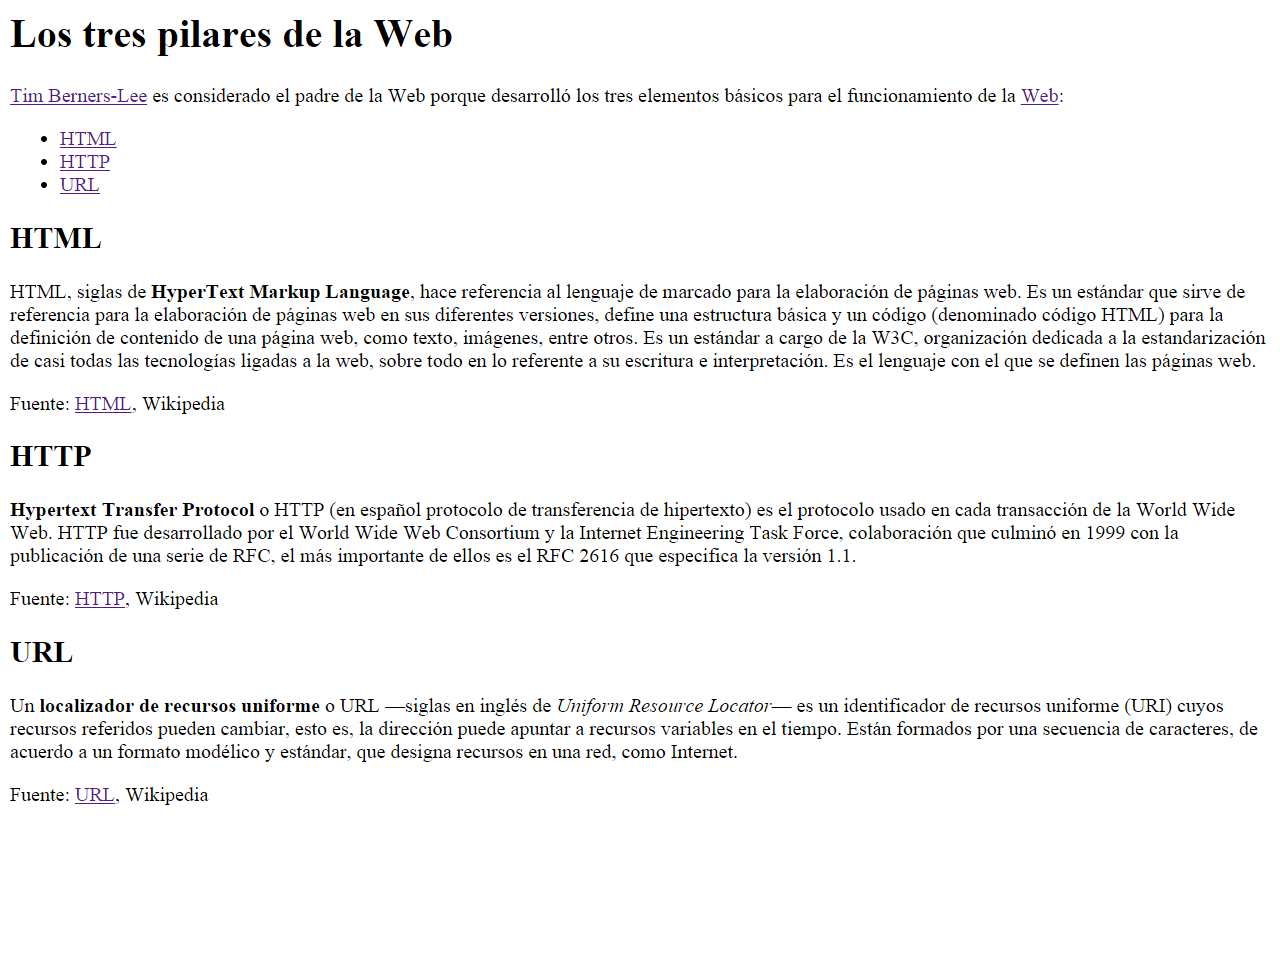 Los tres pilares de la Web
Tim Berners-Lee es considerado el padre de la Web porque desarrolló los tres elementos básicos para el funcionamiento de la Web:
HTML
HTTP
URL
HTML
HTML, siglas de HyperText Markup Language, hace referencia al lenguaje de marcado para la elaboración de páginas web. Es un estándar que sirve de
referencia para la elaboración de páginas web en sus diferentes versiones, define una estructura básica y un código (denominado código HTML) para la
definición de contenido de una página web, como texto, imágenes, entre otros. Es un estándar a cargo de la W3C, organización dedicada a la estandarización
de casi todas las tecnologías ligadas a la web, sobre todo en lo referente a su escritura e interpretación. Es el lenguaje con el que se definen las páginas web.
Fuente: HTML, Wikipedia
HTTP
Hypertext Transfer Protocol o HTTP (en español protocolo de transferencia de hipertexto) es el protocolo usado en cada transacción de la World Wide
Web. HTTP fue desarrollado por el World Wide Web Consortium y la Internet Engineering Task Force, colaboración que culminó en 1999 con la
publicación de una serie de RFC, el más importante de ellos es el RFC 2616 que especifica la versión 1.1.
Fuente: HTTP, Wikipedia
URL
Un localizador de recursos uniforme o URL —siglas en inglés de Uniform Resource Locator— es un identificador de recursos uniforme (URI) cuyos
recursos referidos pueden cambiar, esto es, la dirección puede apuntar a recursos variables en el tiempo. Están formados por una secuencia de caracteres, de
acuerdo a un formato modélico y estándar, que designa recursos en una red, como Internet.
Fuente: URL, Wikipedia